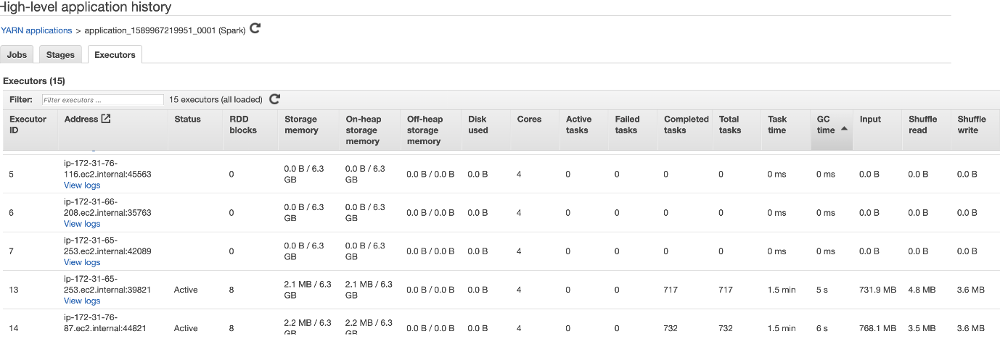 High-level application history
YARN applications > application_1589967219951_0001 (Spark)
Jobs Stages Executors
Executors (15)
Filter: Filter executors ... 15 executors (all loaded)
Executor ID Address Status RDD blocks Storage memory On-heap storage memory Off-heap storage memory Disk used Cores Active tasks Failed tasks Completed tasks Total tasks Task time GC time Input Shuffle read Shuffle write
5 ip-172-31-76-116.ec2.internal:45563 0 0.0 B / 6.3 GB 0.0 B / 6.3 GB 0.0 B / 0.0 B 0.0 B 4 0 0 0 0 0 ms 0 ms 0.0 B 0.0 B 0.0 B
View logs
6 ip-172-31-66-208.ec2.internal:35763 0 0.0 B / 6.3 GB 0.0 B / 6.3 GB 0.0 B / 0.0 B 0.0 B 4 0 0 0 0 0 ms 0 ms 0.0 B 0.0 B 0.0 B
View logs
7 ip-172-31-65-253.ec2.internal:42089 0 0.0 B / 6.3 GB 0.0 B / 6.3 GB 0.0 B / 0.0 B 0.0 B 4 0 0 0 0 0 ms 0 ms 0.0 B 0.0 B 0.0 B
View logs
13 ip-172-31-65-253.ec2.internal:39821 Active 8 2.1 MB / 6.3 GB 2.1 MB / 6.3 GB 0.0 B / 0.0 B 0.0 B 4 0 0 717 717 1.5 min 5 s 731.9 MB 4.8 MB 3.6 MB
View logs
14 ip-172-31-76-87.ec2.internal:44821 Active 8 2.2 MB / 6.3 GB 2.2 MB / 6.3 GB 0.0 B / 0.0 B 0.0 B 4 0 0 732 732 1.5 min 6 s 768.1 MB 3.5 MB 3.6 MB